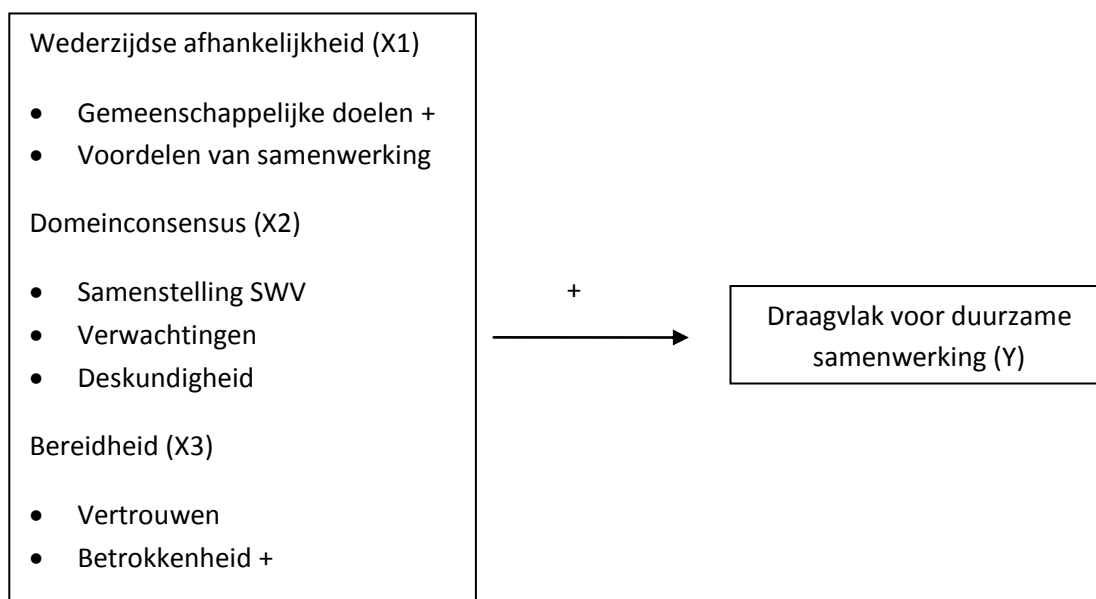 Wederzijdse afhankelijkheid (X1)
• Gemeenschappelijke doelen +
• Voordelen van samenwerking
Domeinconsensus (X2)
• Samenstelling SWV
• Verwachtingen
• Deskundigheid
Bereidheid (X3)
• Vertrouwen
• Betrokkenheid +
+
Draagvlak voor duurzame
samenwerking (Y)